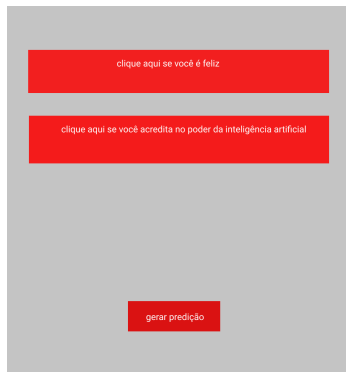 clique aqui se você é feliz
clique aqui se você acredita no poder da inteligência artificial
gerar predição